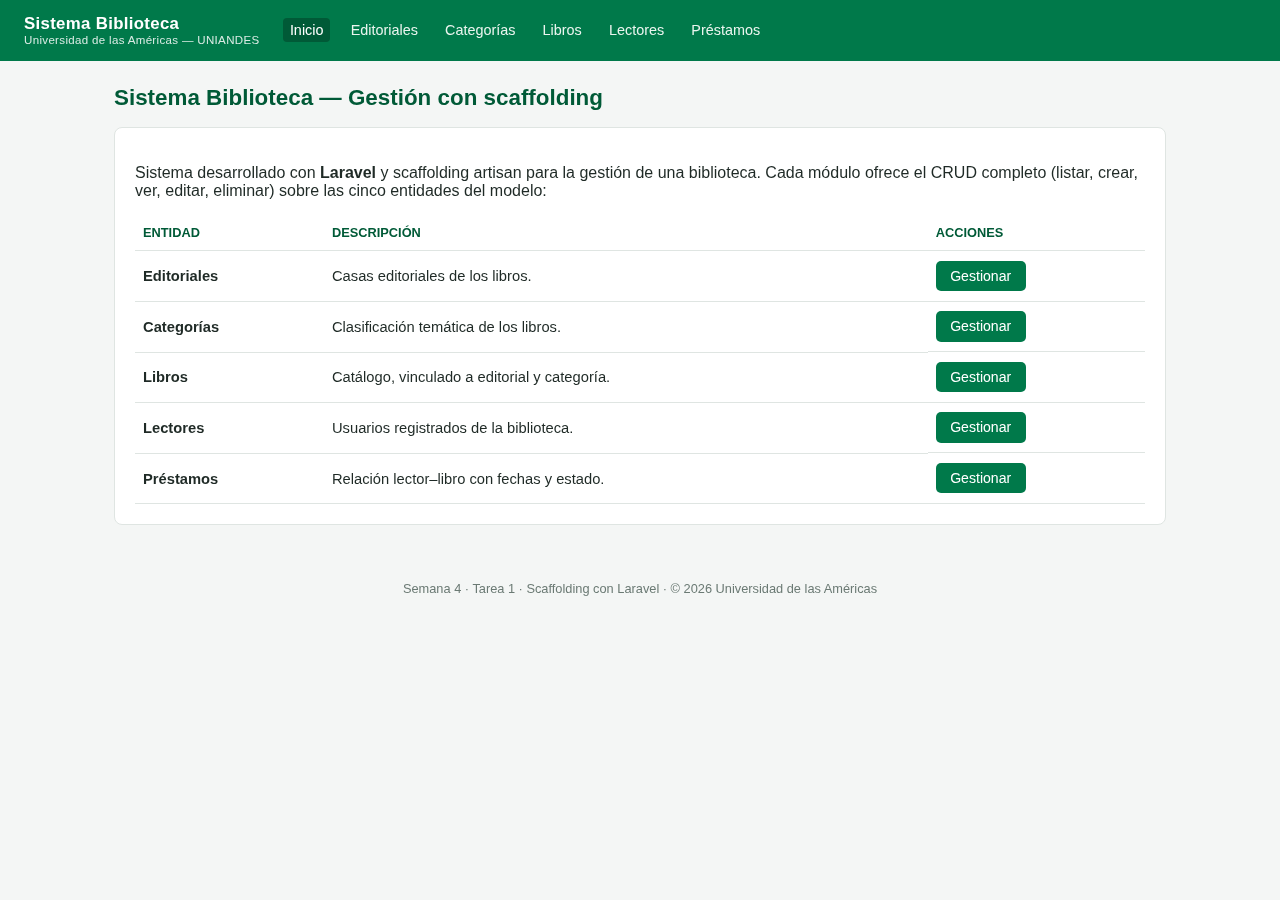 Sistema Biblioteca
Universidad de las Américas — UNIANDES
Inicio Editoriales Categorías Libros Lectores Préstamos
Sistema Biblioteca — Gestión con scaffolding
Sistema desarrollado con Laravel y scaffolding artisan para la gestión de una biblioteca. Cada módulo ofrece el CRUD completo (listar, crear,
ver, editar, eliminar) sobre las cinco entidades del modelo:
ENTIDAD DESCRIPCIÓN ACCIONES
Editoriales Casas editoriales de los libros. Gestionar
Categorías Clasificación temática de los libros. Gestionar
Libros Catálogo, vinculado a editorial y categoría. Gestionar
Lectores Usuarios registrados de la biblioteca. Gestionar
Préstamos Relación lector–libro con fechas y estado. Gestionar
Semana 4 · Tarea 1 · Scaffolding con Laravel · © 2026 Universidad de las Américas